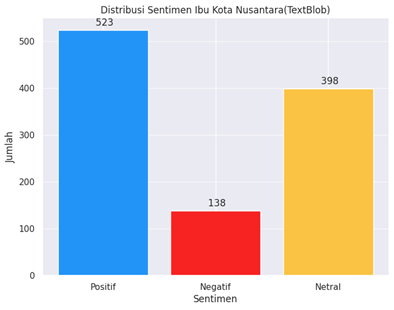 Distribusi Sentimen Ibu Kota Nusantara(TextBlob)
523
500
398
400
300
Jumlah
200
138
100
0
Positif Negatif Netral
Sentimen